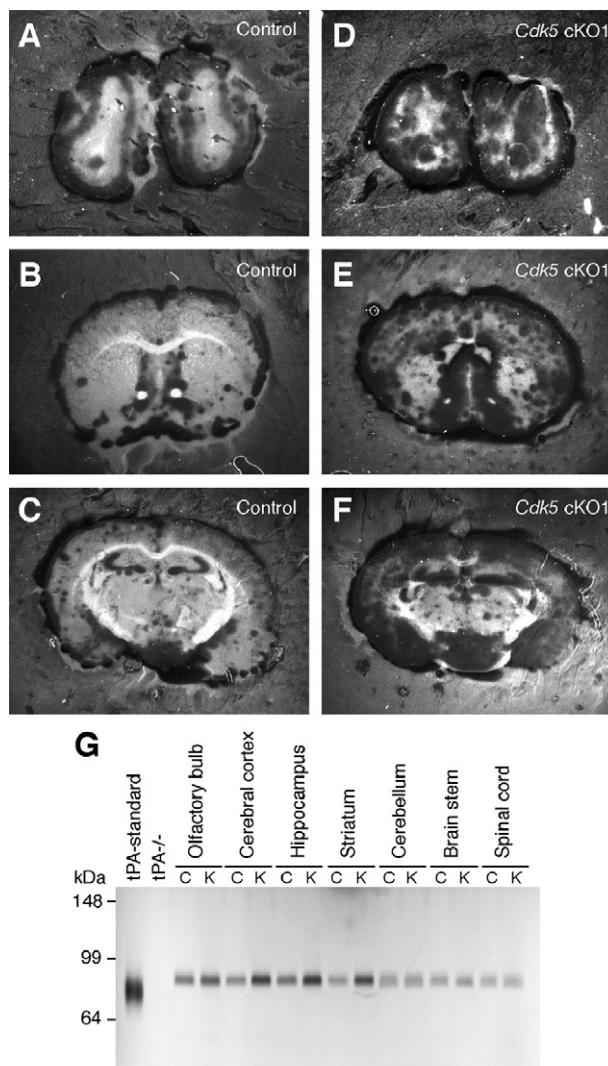 A
Control
D
Cdk5 cKO1
B
Control
E
Cdk5 cKO1
C
Control
F
Cdk5 cKO1
G
tPA-standard
tPA-/-
Olfactory bulb
Cerebral cortex
Hippocampus
Striatum
Cerebellum
Brain stem
Spinal cord
kDa C K C K C K C K C K C K C K
148
99
64